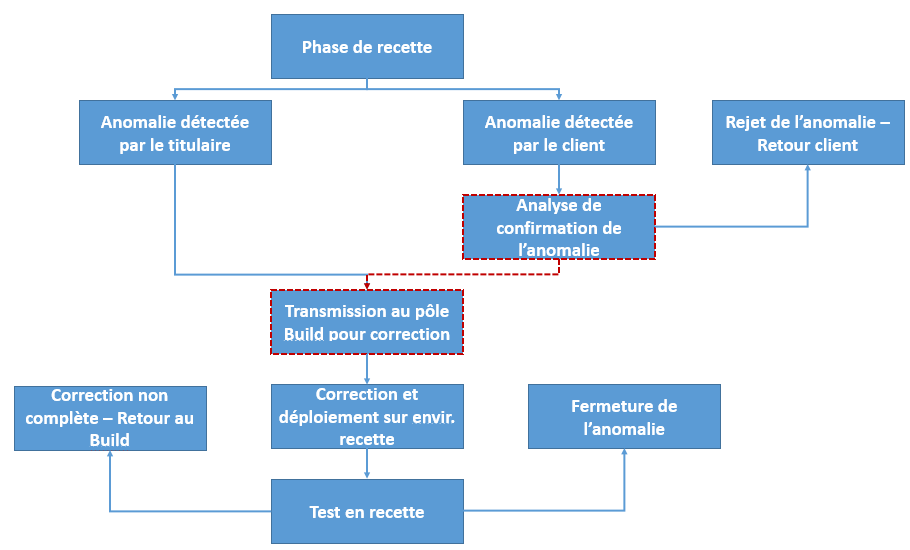 Phase de recette
Anomalie détectée
par le titulaire
Anomalie détectée
par le client
Rejet de l’anomalie –
Retour client
Analyse de
confirmation de
l’anomalie
Transmission au pôle
Build pour correction
Correction non
complète – Retour au
Build
Correction et
déploiement sur envir.
recette
Fermeture de
l’anomalie
Test en recette